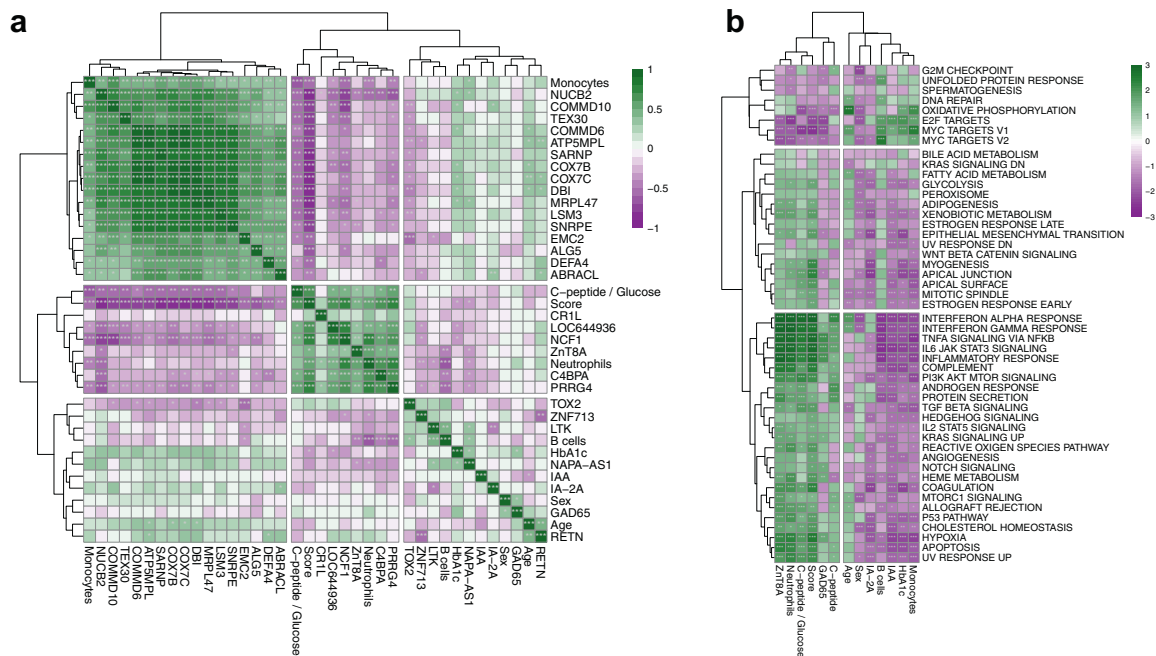 a
b
Monocytes
NUCB2
COMMD10
TEX30
COMMD6
ATP5MPL
SARNP
COX7B
COX7C
DBI
MRPL47
LSM3
SNRPE
EMC2
ALG5
DEFA4
ABRACL
C−peptide / Glucose
Score
CR1L
LOC644936
NCF1
ZnT8A
Neutrophils
C4BPA
PRRG4
TOX2
ZNF713
LTK
B cells
HbA1c
NAPA−AS1
IAA
IA−2A
Sex
GAD65
Age
RETN
1
0.5
0
−0.5
−1
Monocytes
NUCB2
COMMD10
TEX30
COMMD6
ATP5MPL
SARNP
COX7B
COX7C
DBI
MRPL47
LSM3
SNRPE
EMC2
ALG5
DEFA4
ABRACL
C−peptide / Glucose
Score
CR1L
LOC644936
NCF1
ZnT8A
Neutrophils
C4BPA
PRRG4
TOX2
ZNF713
LTK
B cells
HbA1c
NAPA−AS1
IAA
IA−2A
Sex
GAD65
Age
RETN
G2M CHECKPOINT
UNFOLDED PROTEIN RESPONSE
SPERMATOGENESIS
DNA REPAIR
OXIDATIVE PHOSPHORYLATION
E2F TARGETS
MYC TARGETS V1
MYC TARGETS V2
BILE ACID METABOLISM
KRAS SIGNALING DN
FATTY ACID METABOLISM
GLYCOLYSIS
PEROXISOME
ADIPOGENESIS
XENOBIOTIC METABOLISM
ESTROGEN RESPONSE LATE
EPITHELIAL MESENCHYMAL TRANSITION
UV RESPONSE DN
WNT BETA CATENIN SIGNALING
MYOGENESIS
APICAL JUNCTION
APICAL SURFACE
MITOTIC SPINDLE
ESTROGEN RESPONSE EARLY
INTERFERON ALPHA RESPONSE
INTERFERON GAMMA RESPONSE
TNFA SIGNALING VIA NFKB
IL6 JAK STAT3 SIGNALING
INFLAMMATORY RESPONSE
COMPLEMENT
PI3K AKT MTOR SIGNALING
ANDROGEN RESPONSE
PROTEIN SECRETION
TGF BETA SIGNALING
HEDGEHOG SIGNALING
IL2 STAT5 SIGNALING
KRAS SIGNALING UP
REACTIVE OXIGEN SPECIES PATHWAY
ANGIOGENESIS
NOTCH SIGNALING
HEME METABOLISM
COAGULATION
MTORC1 SIGNALING
ALLOGRAFT REJECTION
P53 PATHWAY
CHOLESTEROL HOMEOSTASIS
HYPOXIA
APOPTOSIS
UV RESPONSE UP
3
2
1
0
−1
−2
−3
ZnT8A
Neutrophils
C−peptide / Glucose
Score
GAD65
C−peptide
Age
Sex
IA−2A
B cells
IAA
HbA1c
Monocytes